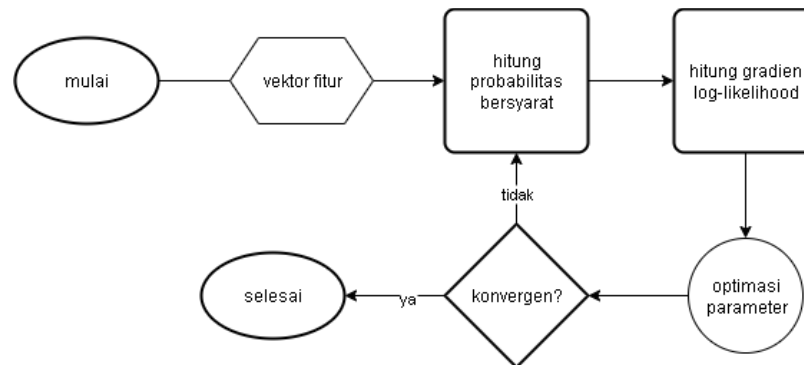 mulai
vektor fitur
hitung
probabilitas
bersyarat
hitung gradien
log-likelihood
tidak
selesai
ya
konvergen?
optimasi
parameter